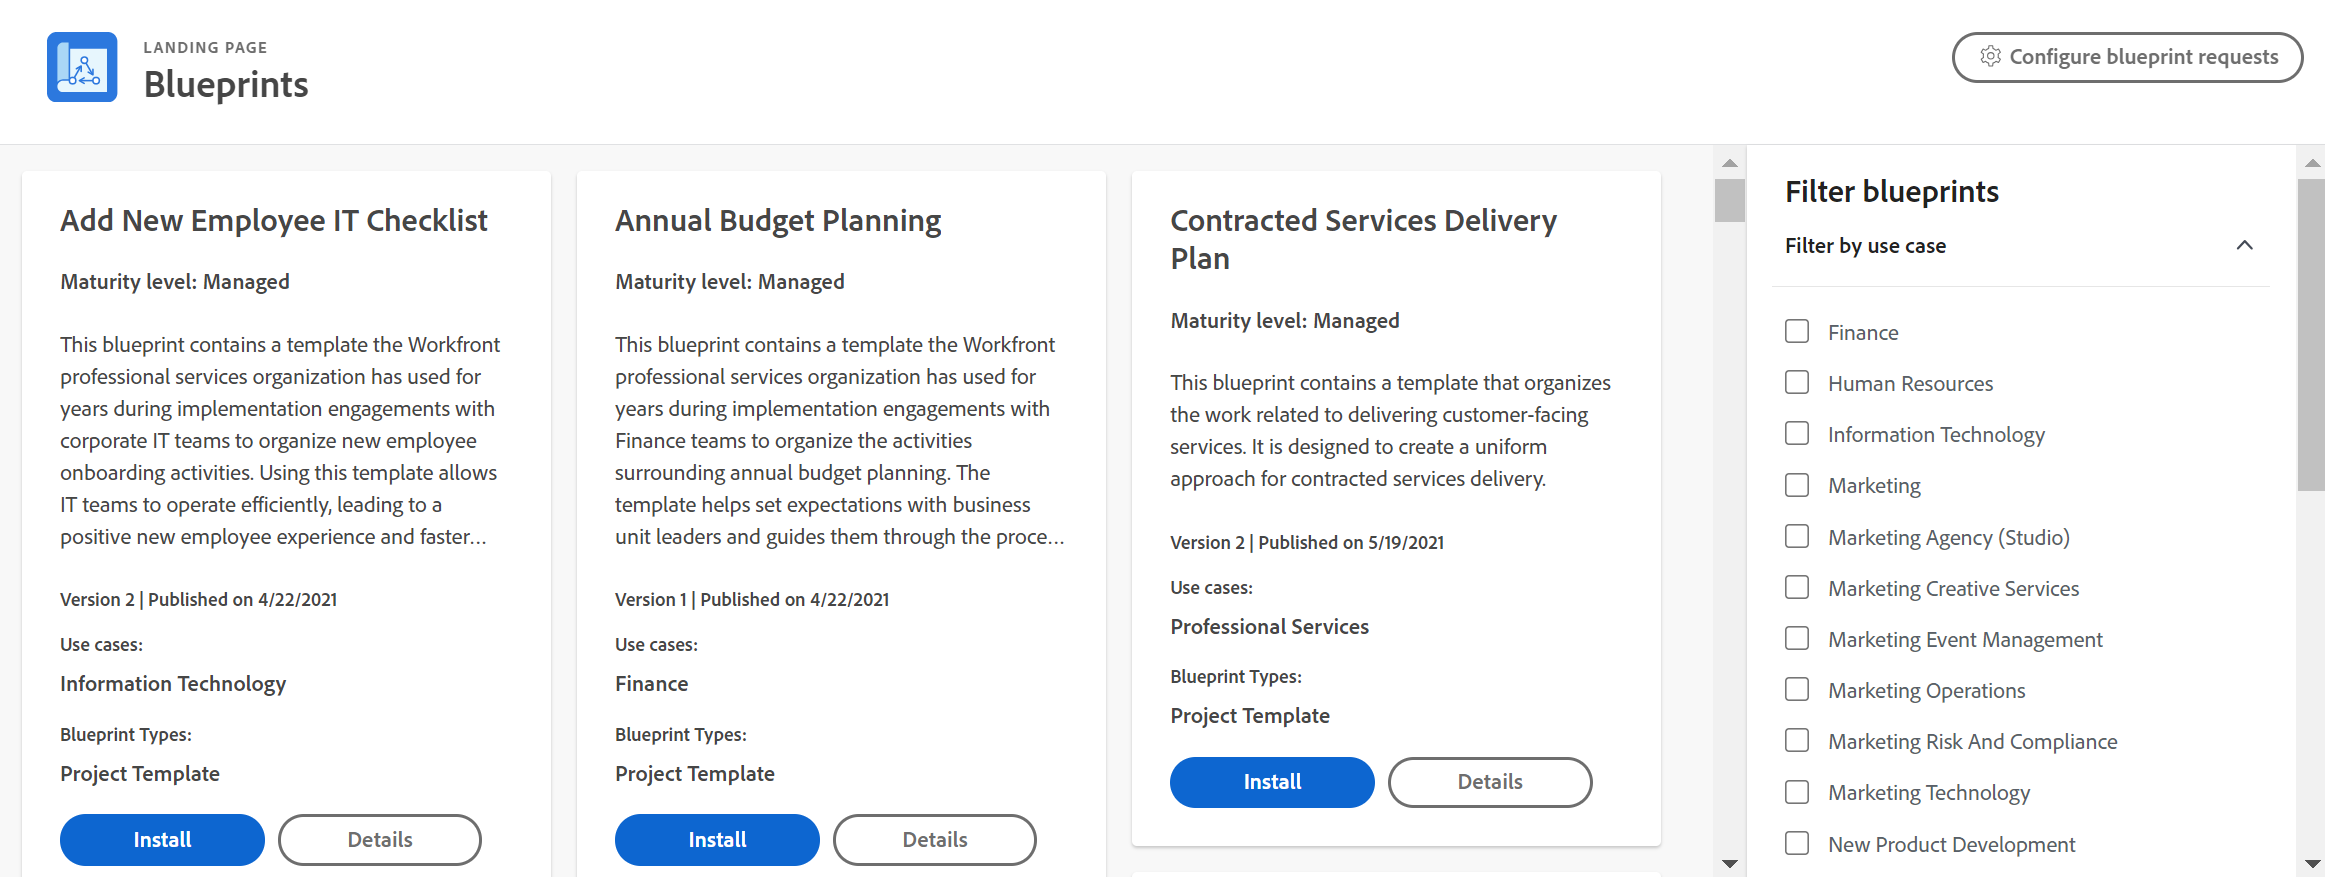 LANDING PAGE
Blueprints
Configure blueprint requests
Add New Employee IT Checklist
Maturity level: Managed
This blueprint contains a template the Workfront
professional services organization has used for
years during implementation engagements with
corporate IT teams to organize new employee
onboarding activities. Using this template allows
IT teams to operate efficiently, leading to a
positive new employee experience and faster...
Version 2 | Published on 4/22/2021
Use cases:
Information Technology
Blueprint Types:
Project Template
Install
Details
Annual Budget Planning
Maturity level: Managed
This blueprint contains a template the Workfront
professional services organization has used for
years during implementation engagements with
Finance teams to organize the activities
surrounding annual budget planning. The
template helps set expectations with business
unit leaders and guides them through the proce...
Version 1 | Published on 4/22/2021
Use cases:
Finance
Blueprint Types:
Project Template
Install
Details
Contracted Services Delivery
Plan
Maturity level: Managed
This blueprint contains a template that organizes
the work related to delivering customer-facing
services. It is designed to create a uniform
approach for contracted services delivery.
Version 2 | Published on 5/19/2021
Use cases:
Professional Services
Blueprint Types:
Project Template
Install
Details
Filter blueprints
Filter by use case
Finance
Human Resources
Information Technology
Marketing
Marketing Agency (Studio)
Marketing Creative Services
Marketing Event Management
Marketing Operations
Marketing Risk And Compliance
Marketing Technology
New Product Development